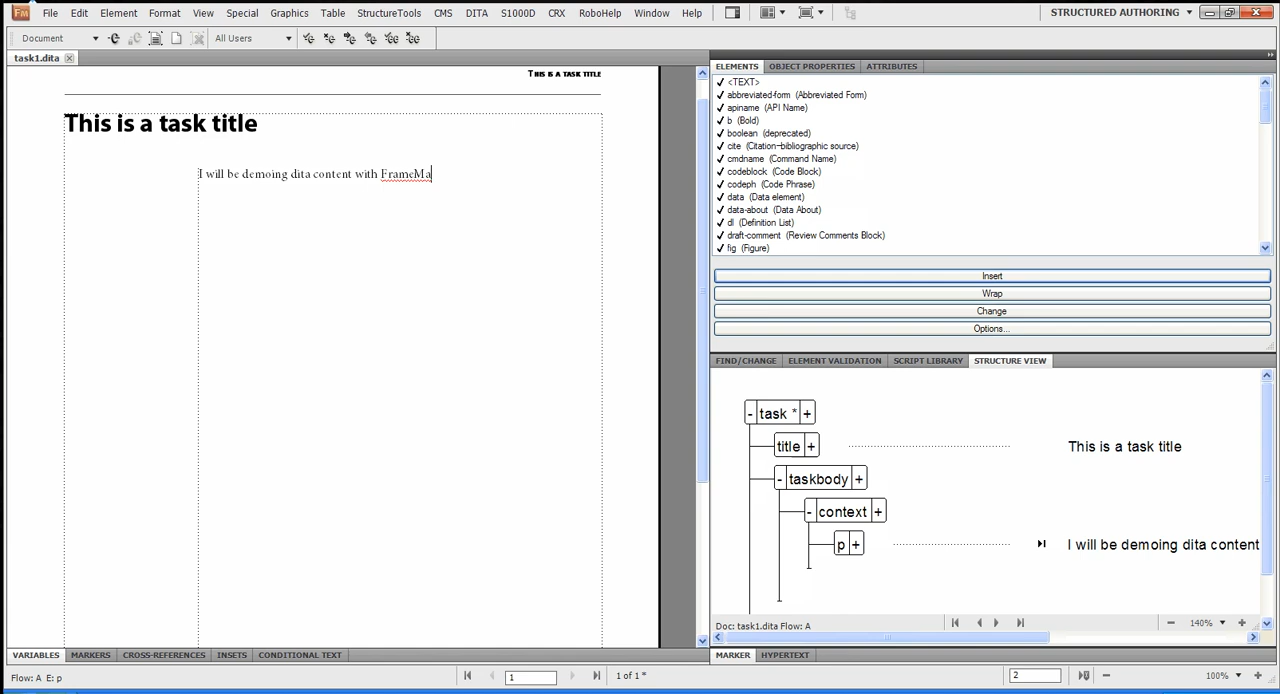 Fm File Edit Element Format View Special Graphics Table StructureTools CMS DITA S1000D CRX RoboHelp Window Help STRUCTURED AUTHORING
Document All Users
task1.dita
THIS IS A TASK TITLE
This is a task title
I will be demoing dita content with FrameMa
VARIABLES MARKERS CROSS-REFERENCES INSETS CONDITIONAL TEXT
Flow: A E: p
1
1 of 1 *
ELEMENTS OBJECT PROPERTIES ATTRIBUTES
<TEXT>
abbreviated-form (Abbreviated Form)
apiname (API Name)
b (Bold)
boolean (deprecated)
cite (Citation-bibliographic source)
cmdname (Command Name)
codeblock (Code Block)
codeph (Code Phrase)
data (Data element)
data-about (Data About)
dl (Definition List)
draft-comment (Review Comments Block)
fig (Figure)
Insert
Wrap
Change
Options...
FIND/CHANGE ELEMENT VALIDATION SCRIPT LIBRARY STRUCTURE VIEW
- task * +
title + This is a task title
- taskbody +
- context +
p + I will be demoing dita content
Doc: task1.dita Flow: A 140%
MARKER HYPERTEXT
2 100%